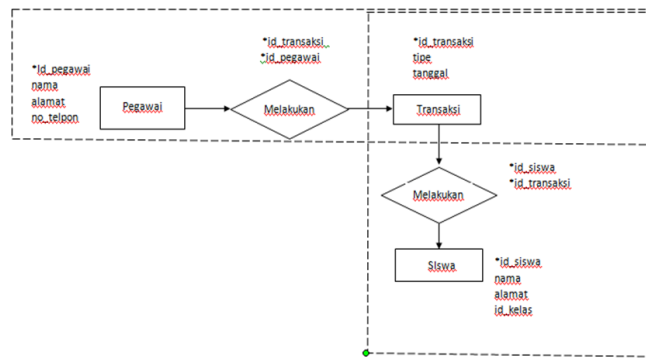 *id_transaksi
*id_pegawai
*id_transaksi
tipe
tanggal
*Id_pegawai
nama
alamat
no_telpon
Pegawai
Melakukan
Transaksi
*id_siswa
*id_transaksi
Melakukan
SIswa
*id_siswa
nama
alamat
id_kelas